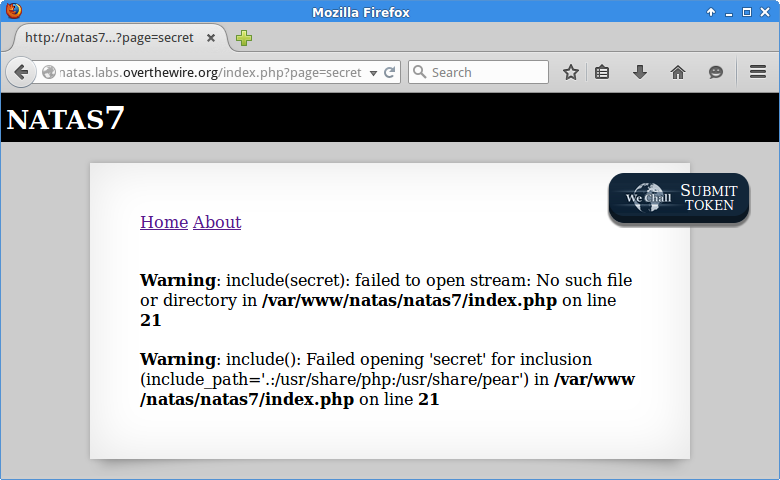 Mozilla Firefox
http://natas7...?page=secret
natas.labs.overthewire.org/index.php?page=secret
Search
NATAS7
We Chall
SUBMIT
TOKEN
Home About
Warning: include(secret): failed to open stream: No such file
or directory in /var/www/natas/natas7/index.php on line
21
Warning: include(): Failed opening 'secret' for inclusion
(include_path='.:/usr/share/php:/usr/share/pear') in /var/www
/natas/natas7/index.php on line 21